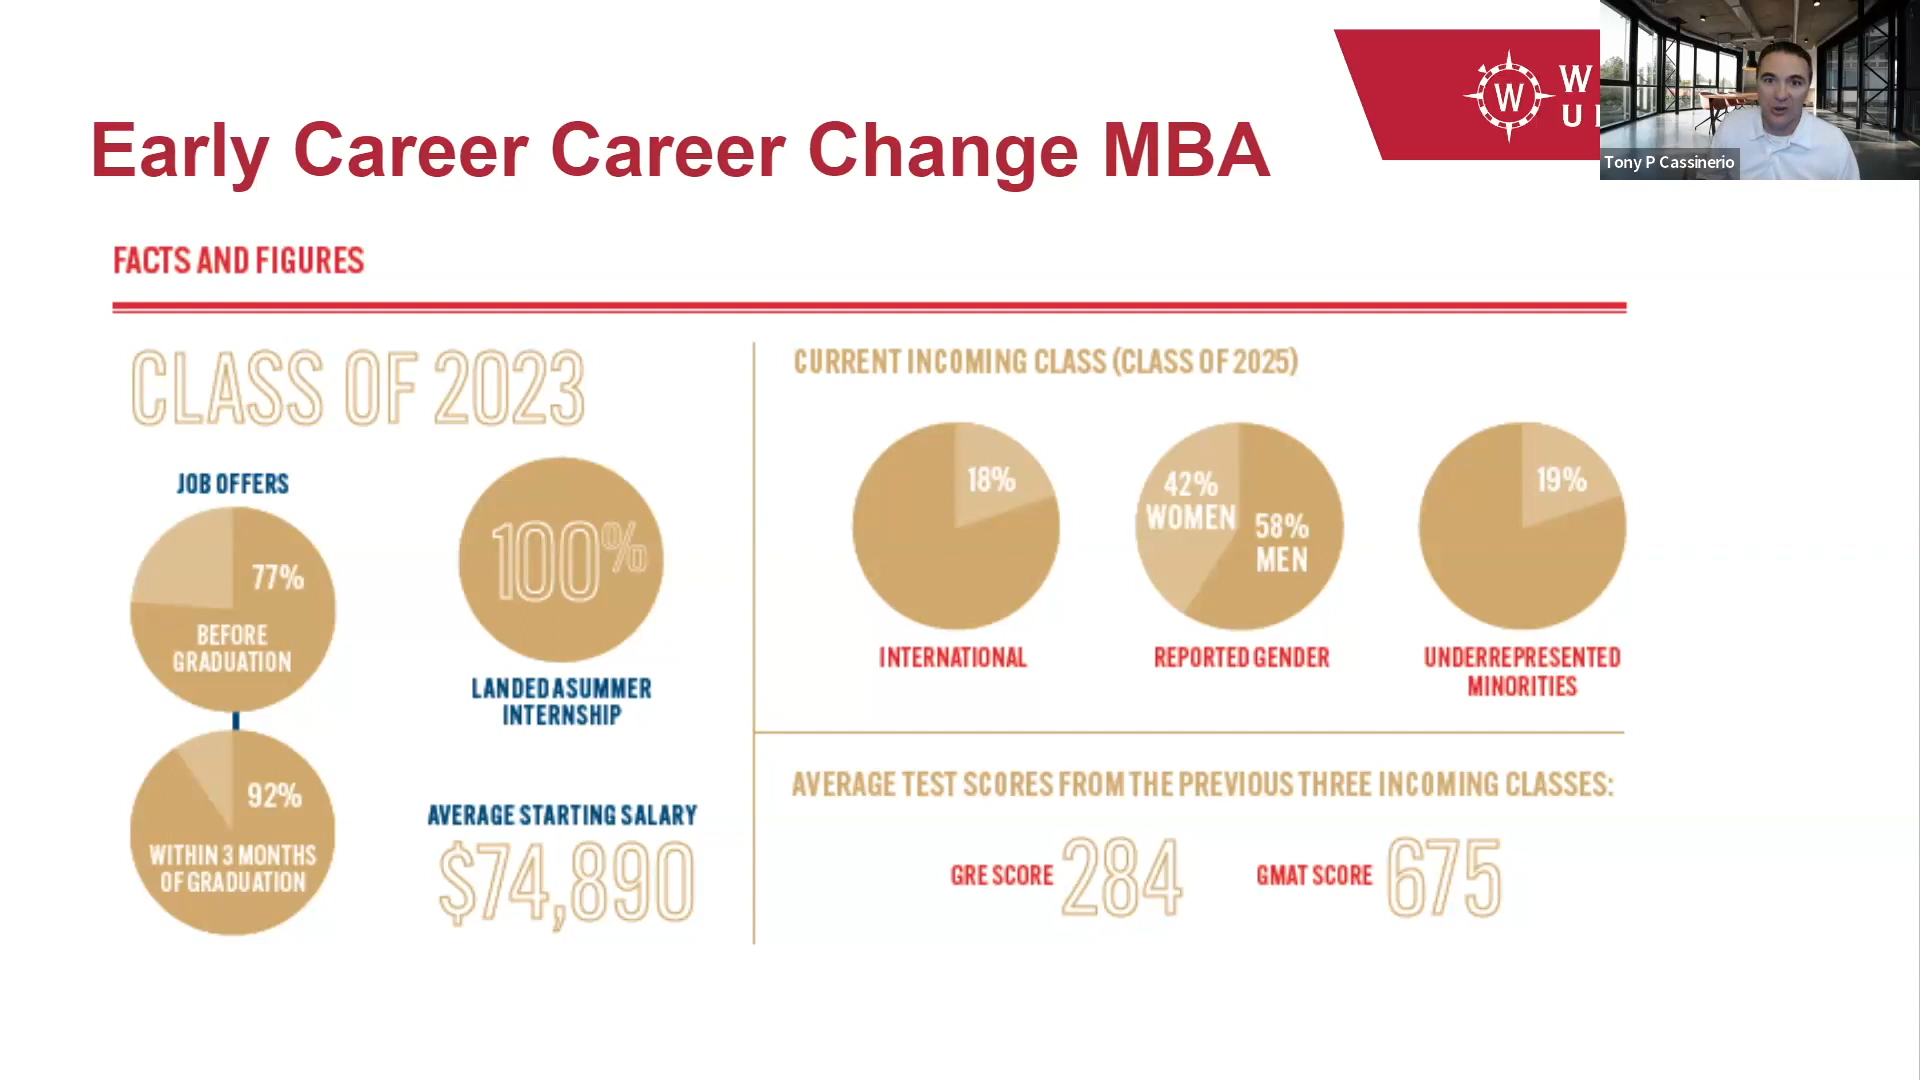 W
W
U
Tony P Cassinerio
Early Career Career Change MBA
FACTS AND FIGURES
CLASS OF 2023
JOB OFFERS
77%
BEFORE
GRADUATION
92%
WITHIN 3 MONTHS
OF GRADUATION
100%
LANDED A SUMMER
INTERNSHIP
AVERAGE STARTING SALARY
$74,890
CURRENT INCOMING CLASS (CLASS OF 2025)
18%
INTERNATIONAL
42%
WOMEN
58%
MEN
REPORTED GENDER
19%
UNDERREPRESENTED
MINORITIES
AVERAGE TEST SCORES FROM THE PREVIOUS THREE INCOMING CLASSES:
GRE SCORE 284
GMAT SCORE 675